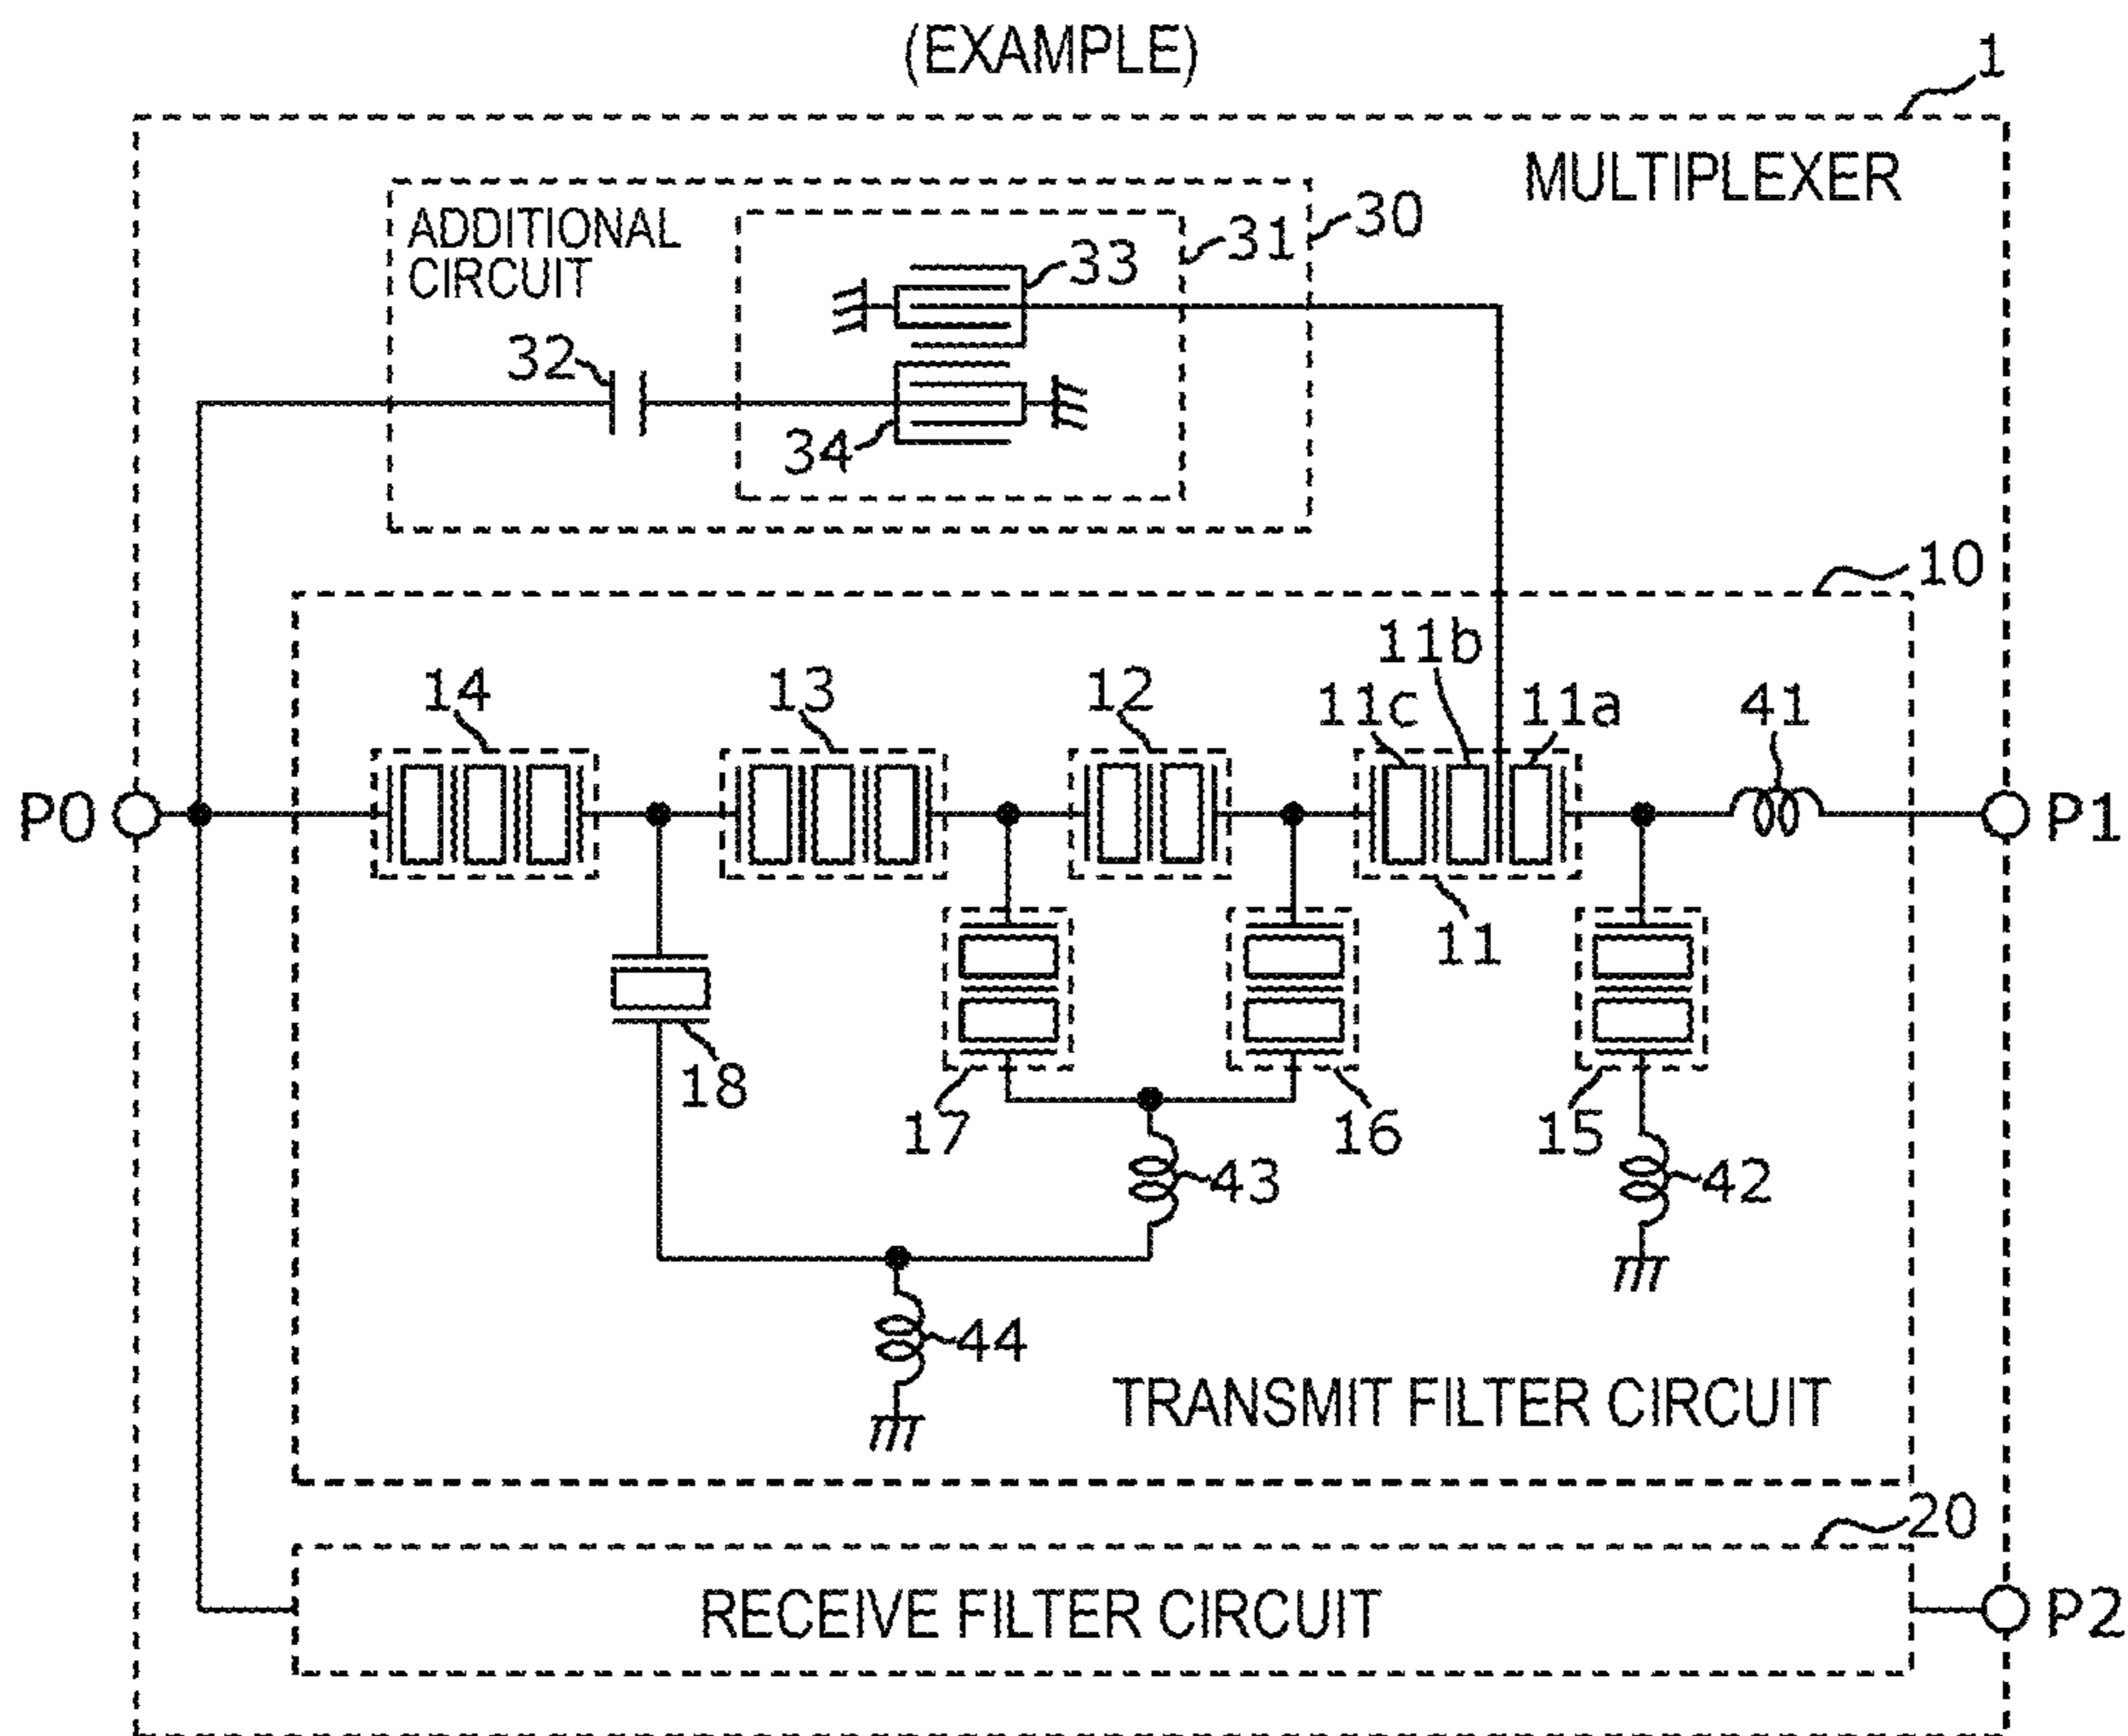 (EXAMPLE)
1
MULTIPLEXER
ADDITIONAL
CIRCUIT
30
31
33
32
34
10
11b
14
13
12
11c
11a
41
P0
P1
11
18
17
16
15
43
42
44
TRANSMIT FILTER CIRCUIT
20
RECEIVE FILTER CIRCUIT
P2